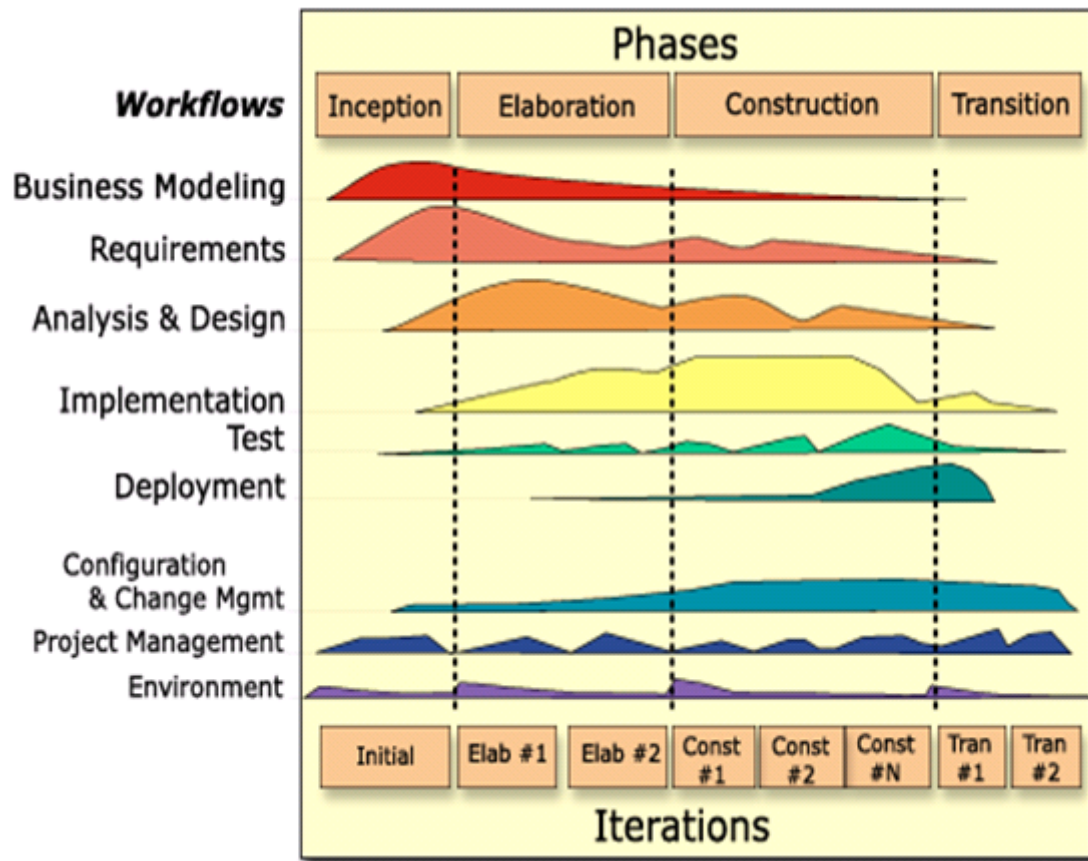 Phases
Workflows
Inception
Elaboration
Construction
Transition
Business Modeling
Requirements
Analysis & Design
Implementation
Test
Deployment
Configuration
& Change Mgmt
Project Management
Environment
Initial
Elab #1
Elab #2
Const
#1
Const
#2
Const
#N
Tran
#1
Tran
#2
Iterations